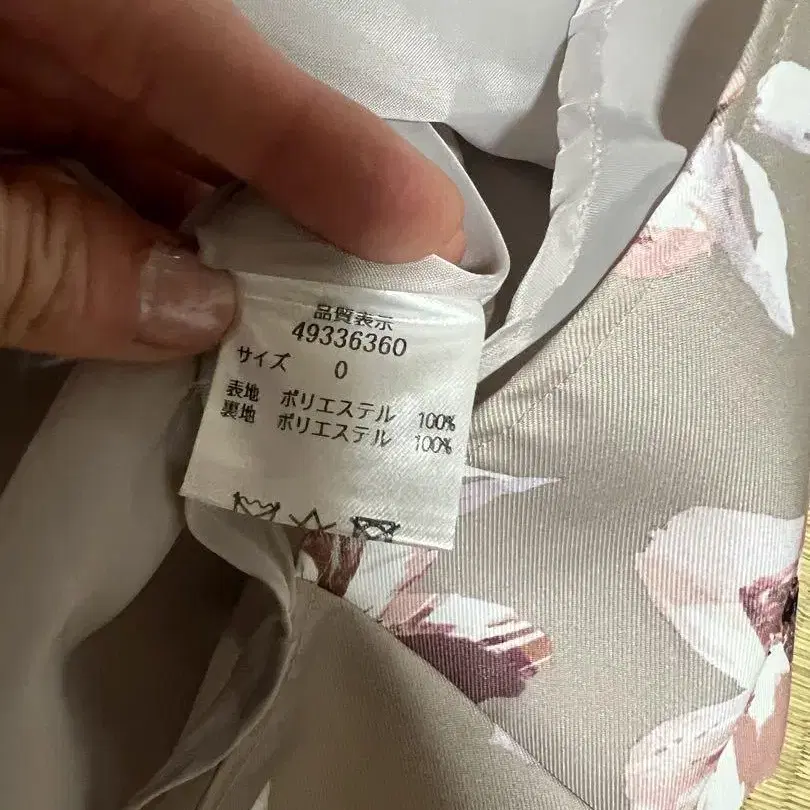 品質表示
49336360
サイズ 0
表地 ポリエステル 100%
裏地 ポリエステル 100%